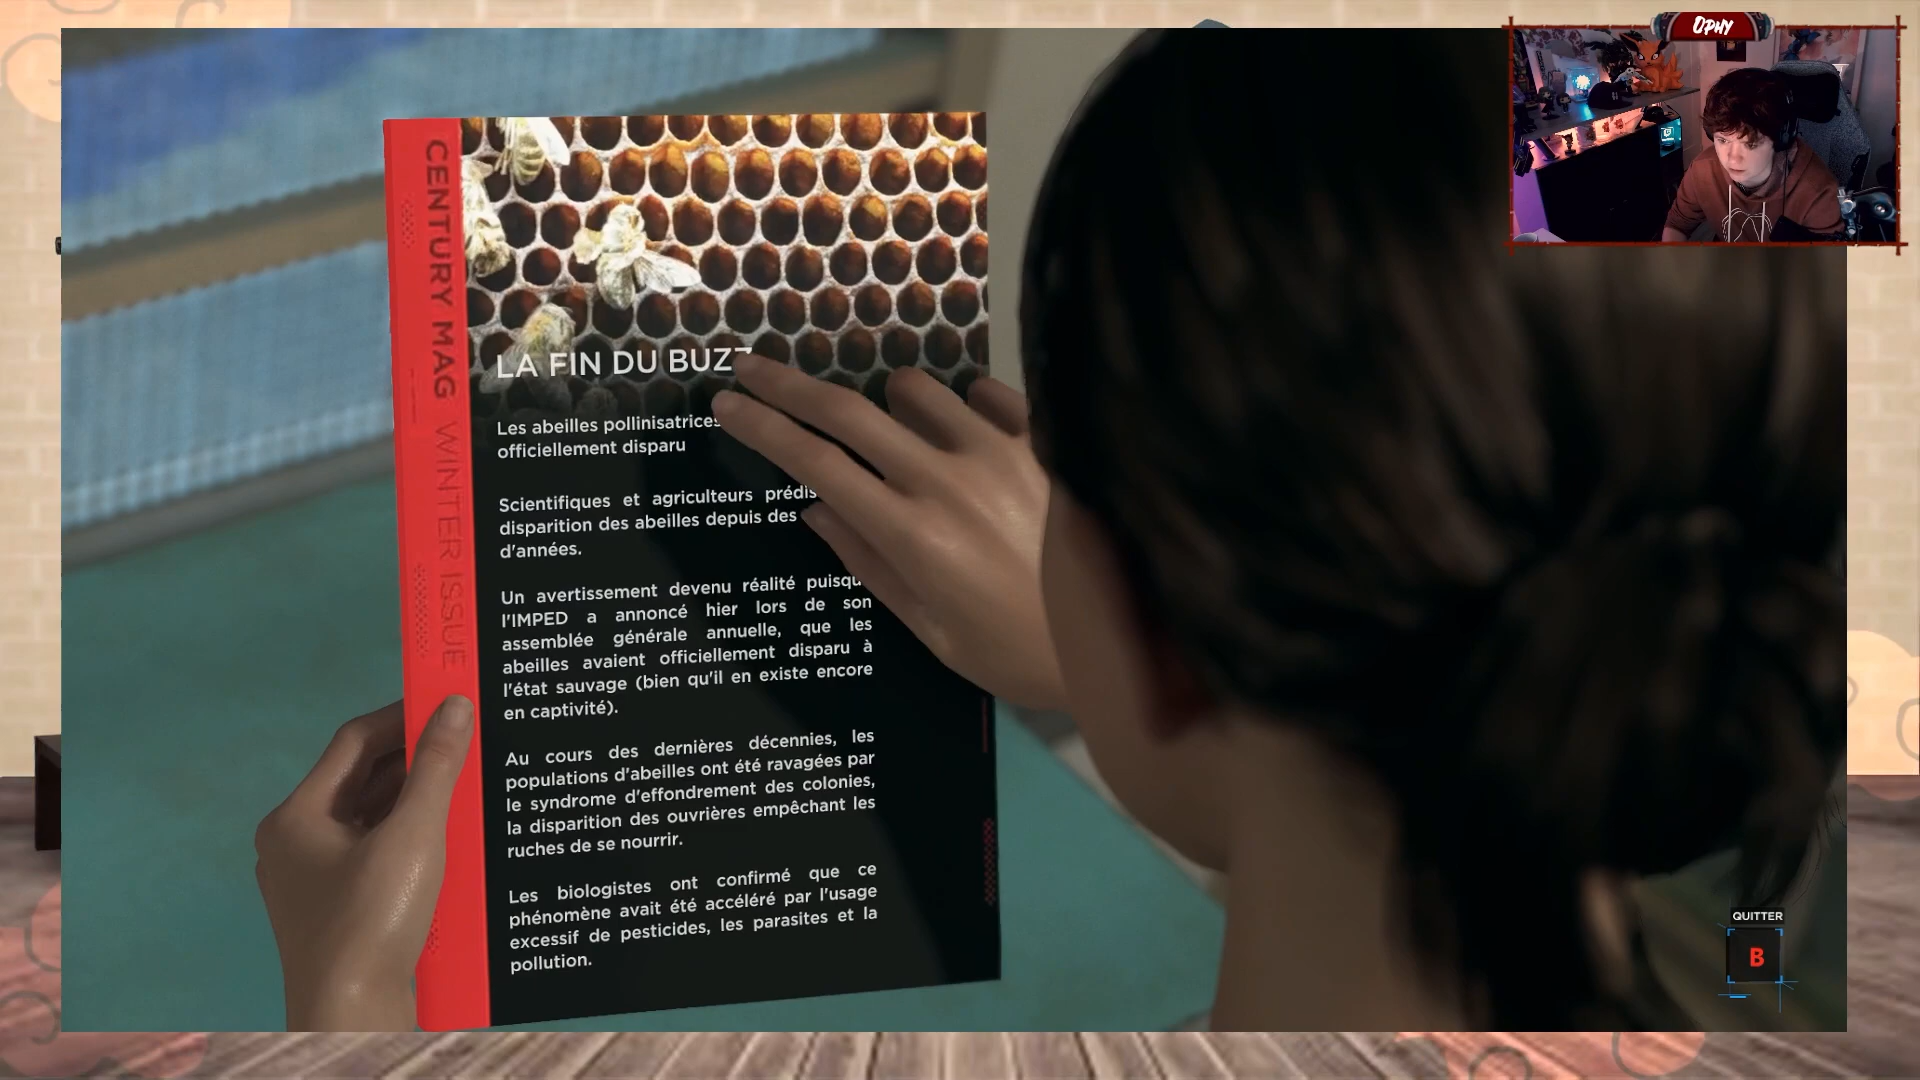 OPHY
CENTURY MAG WINTER ISSUE
LA FIN DU BUZZ
Les abeilles pollinisatrices
officiellement disparu
Scientifiques et agriculteurs
disparition des abeilles depuis des
d'années.
Un avertissement devenu réalité
l'IMPED a annoncé hier lors de son
assemblée générale annuelle, que les
abeilles avaient officiellement disparu à
l'état sauvage (bien qu'il en existe encore
en captivité).
Au cours des dernières décennies, les
populations d'abeilles ont été ravagées par
le syndrome d'effondrement des colonies,
la disparition des ouvrières empêchant les
ruches de se nourrir.
Les biologistes ont confirmé que ce
phénomène avait été accéléré par l'usage
excessif de pesticides, les parasites et la
pollution.
QUITTER
B